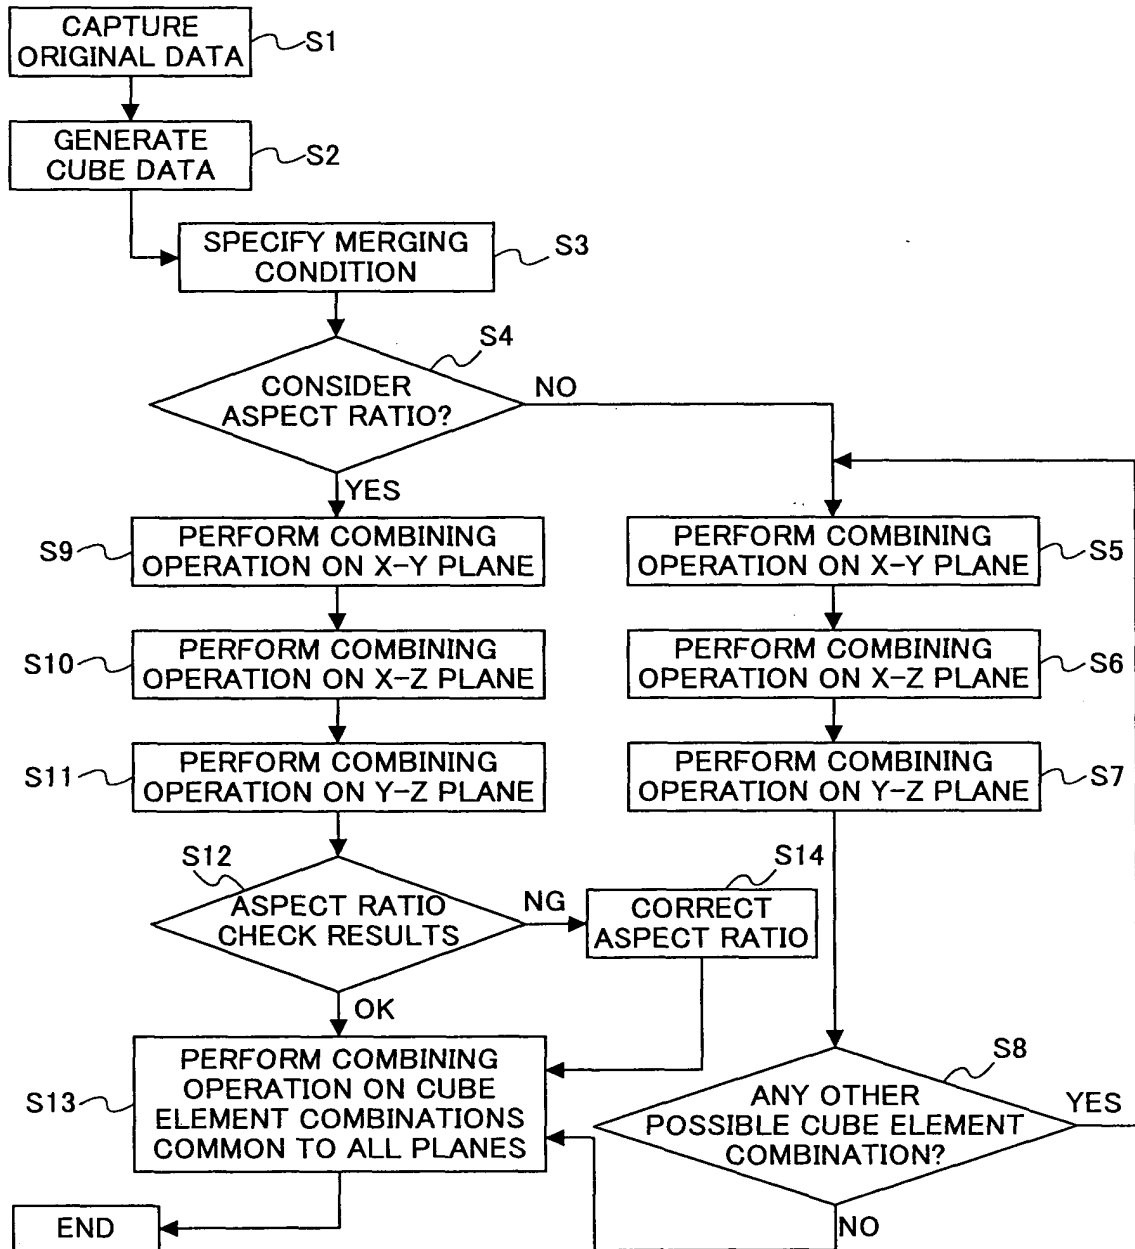 CAPTURE
ORIGINAL DATA
S1
GENERATE
CUBE DATA
S2
SPECIFY MERGING
CONDITION
S3
S4
CONSIDER
ASPECT RATIO?
NO
YES
S9
PERFORM COMBINING
OPERATION ON X-Y PLANE
PERFORM COMBINING
OPERATION ON X-Y PLANE
S5
S10
PERFORM COMBINING
OPERATION ON X-Z PLANE
PERFORM COMBINING
OPERATION ON X-Z PLANE
S6
S11
PERFORM COMBINING
OPERATION ON Y-Z PLANE
PERFORM COMBINING
OPERATION ON Y-Z PLANE
S7
S12
ASPECT RATIO
CHECK RESULTS
NG
S14
CORRECT
ASPECT RATIO
OK
S13
PERFORM COMBINING
OPERATION ON CUBE
ELEMENT COMBINATIONS
COMMON TO ALL PLANES
S8
ANY OTHER
POSSIBLE CUBE ELEMENT
COMBINATION?
YES
NO
END